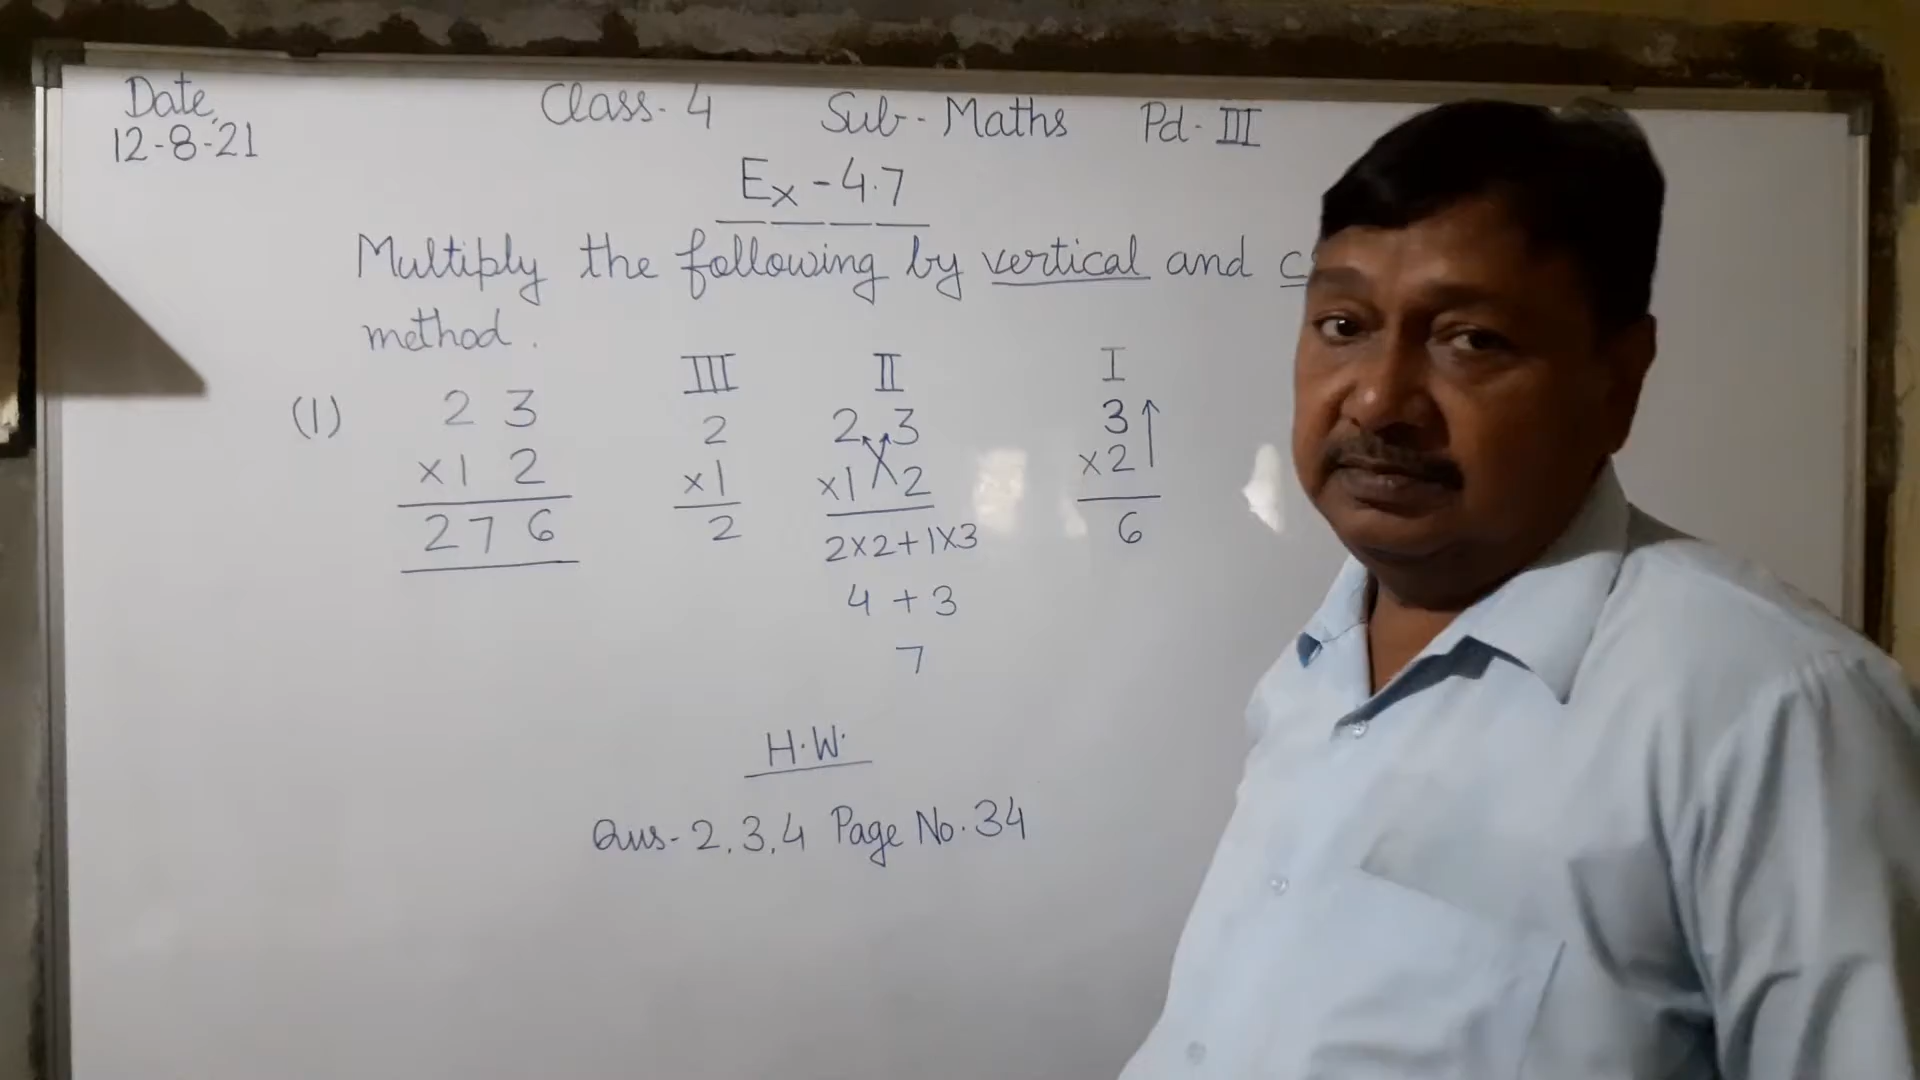 Date,
12-8-21
Class-4 Sub-Maths Pd-III
Ex-4.7
Multiply the following by vertical and
method.
III II I
(1) 2 3
×1 2
2 7 6
2
×1
2
2 3
×1 2
2×2+1×3
4 + 3
7
3
×2
6
H.W.
Qus-2,3,4 Page No.34